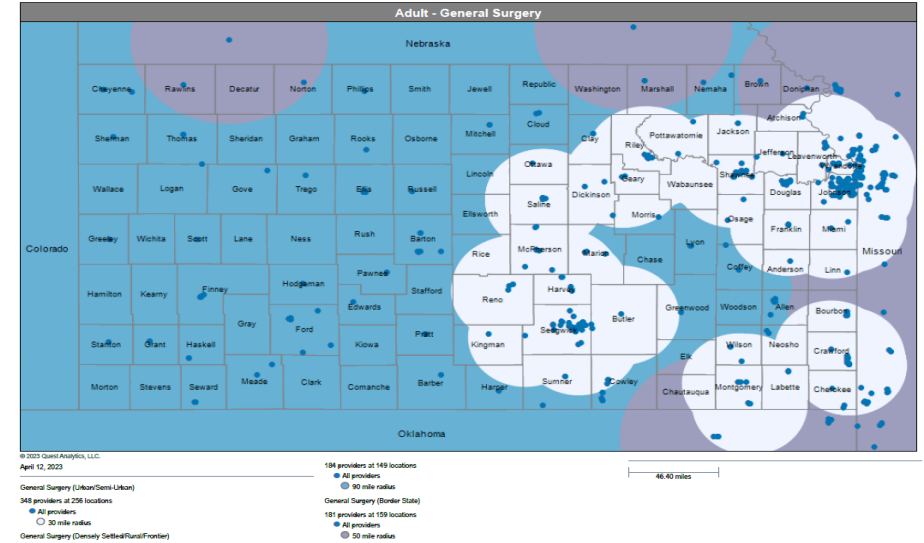 Adult - General Surgery
Nebraska
Cheyenne Rawlins Decatur Norton Phillips Smith Jewell Republic Washington Marshall Nemaha Brown Doniphan
Atchison
Sherman Thomas Sheridan Graham Rooks Osborne Mitchell Cloud Clay Riley Pottawatomie Jackson
Jefferson Leavenworth
Wallace Logan Gove Trego Ellis Russell Lincoln Ottawa Dickinson Geary Wabaunsee Shawnee Douglas Johnson
Saline
Ellsworth Morris Osage
Colorado Greeley Wichita Scott Lane Ness Rush Barton Rice McPherson Marion Chase Lyon Franklin Miami Missouri
Hamilton Kearny Finney Hodgeman Pawnee Stafford Reno Harvey Coffey Anderson Linn
Edwards
Gray Ford Butler Greenwood Woodson Allen Bourbon
Stanton Grant Haskell Kiowa Pratt Kingman Sedgwick Elk Wilson Neosho Crawford
Morton Stevens Seward Meade Clark Comanche Barber Harper Sumner Cowley Chautauqua Montgomery Labette Cherokee
Oklahoma
© 2023 Quest Analytics, LLC.
April 12, 2023
General Surgery (Urban/Semi-Urban)
348 providers at 256 locations
All providers
30 mile radius
General Surgery (Densely Settled/Rural/Frontier)
184 providers at 149 locations
All providers
90 mile radius
General Surgery (Border State)
181 providers at 159 locations
All providers
50 mile radius
46.40 miles